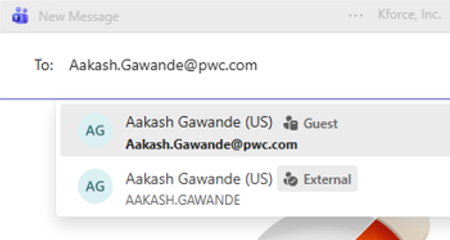 New Message ... Kforce, Inc.
To: Aakash.Gawande@pwc.com
AG Aakash Gawande (US) Guest
Aakash.Gawande@pwc.com
AG Aakash Gawande (US) External
AAKASH.GAWANDE